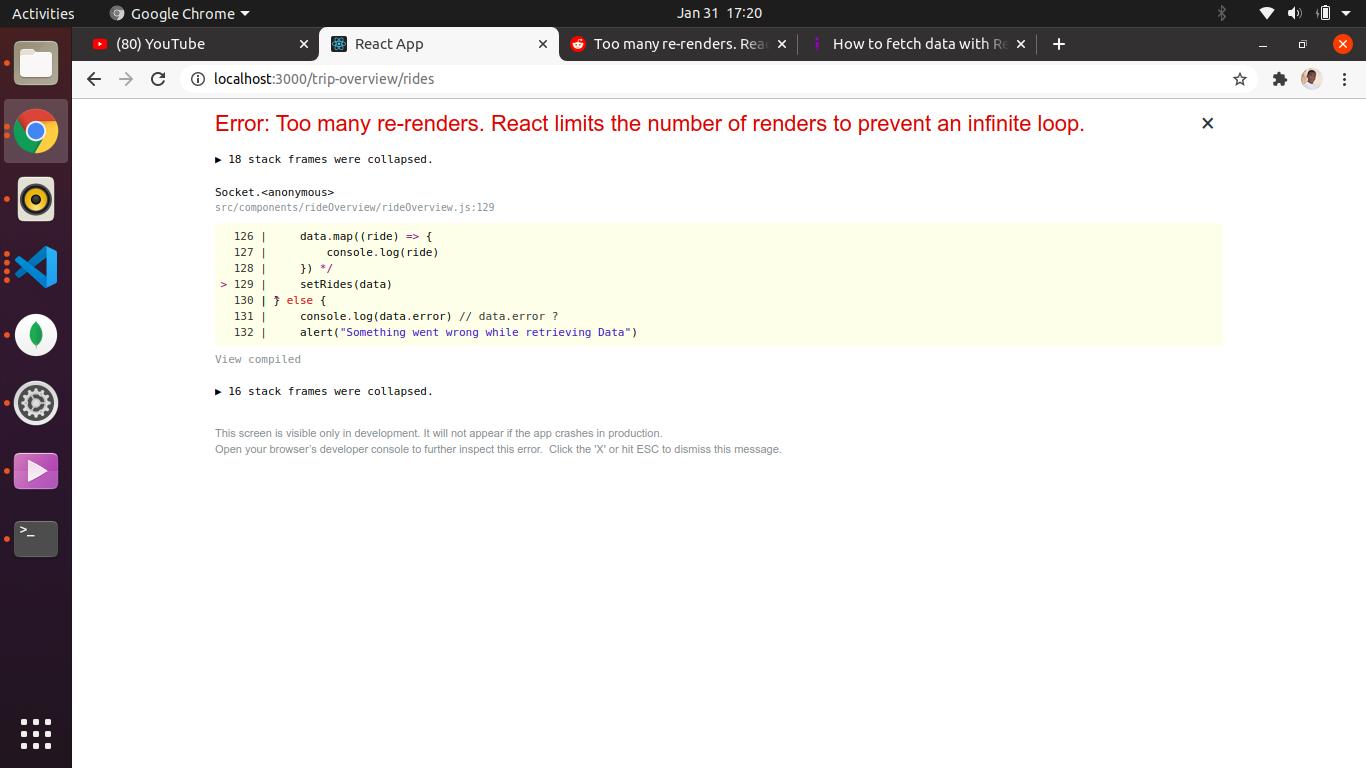 Activities
Google Chrome
Jan 31 17:20
(80) YouTube
React App
Too many re-renders. Reac
How to fetch data with Re
localhost:3000/trip-overview/rides
Error: Too many re-renders. React limits the number of renders to prevent an infinite loop.
▶ 18 stack frames were collapsed.
Socket.<anonymous>
src/components/rideOverview/rideOverview.js:129
126 |     data.map((ride) => {
127 |         console.log(ride)
128 |     }) */
> 129 |     setRides(data)
130 | } else {
131 |     console.log(data.error) // data.error ?
132 |     alert("Something went wrong while retrieving Data")
View compiled
▶ 16 stack frames were collapsed.
This screen is visible only in development. It will not appear if the app crashes in production.
Open your browser's developer console to further inspect this error.  Click the 'X' or hit ESC to dismiss this message.